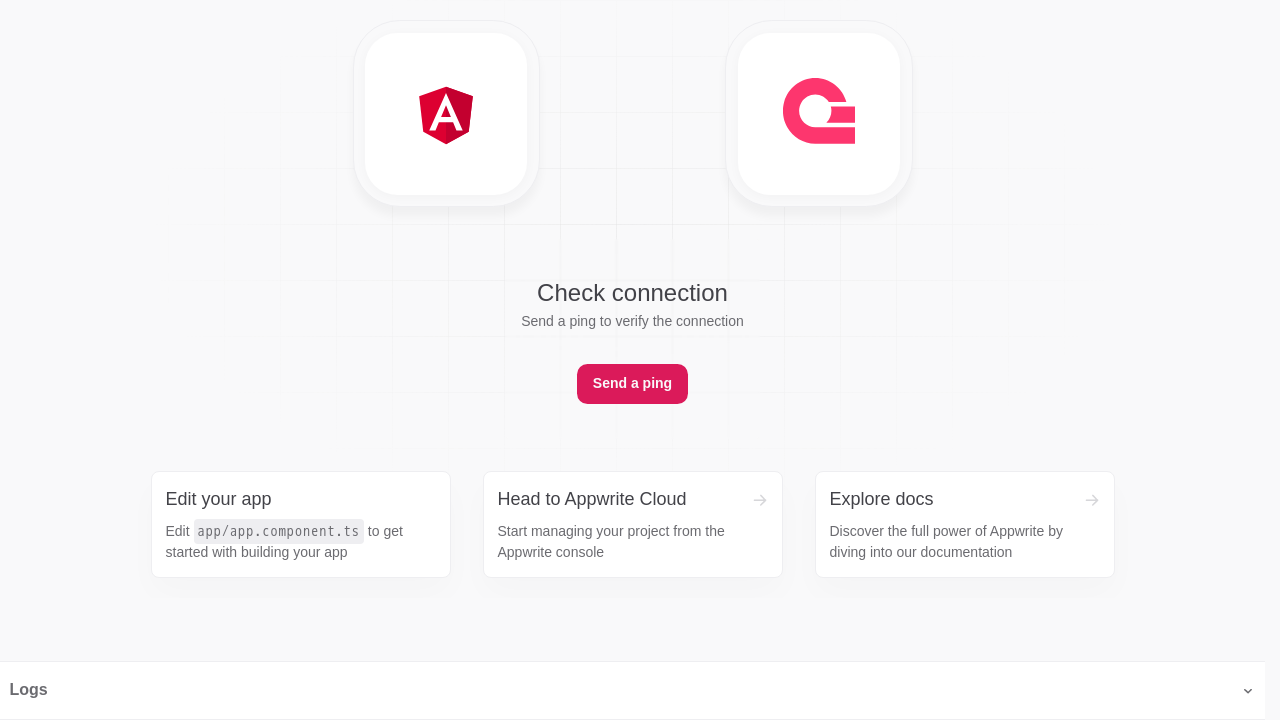 Check connection
Send a ping to verify the connection
Send a ping
Edit your app
Edit app/app.component.ts to get
started with building your app
Head to Appwrite Cloud
Start managing your project from the
Appwrite console
Explore docs
Discover the full power of Appwrite by
diving into our documentation
Logs